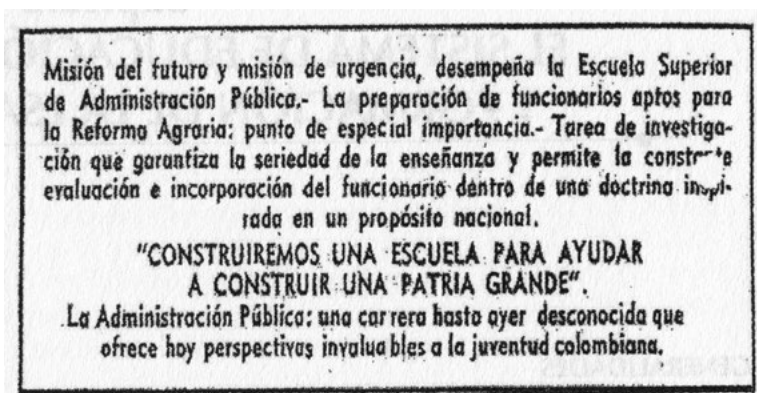 Misión del futuro y misión de urgencia, desempeña la Escuela Superior
de Administración Pública.- La preparación de funcionarios aptos para
la Reforma Agraria: punto de especial importancia.- Tarea de investiga-
ción que garantiza la seriedad de la enseñanza y permite la
evaluación e incorporación del funcionario dentro de una doctrina inspi-
rada en un propósito nacional.
"CONSTRUIREMOS UNA ESCUELA PARA AYUDAR
A CONSTRUIR UNA PATRIA GRANDE".
La Administración Pública: una carrera hasta ayer desconocida que
ofrece hoy perspectivas invaluables a la juventud colombiana.